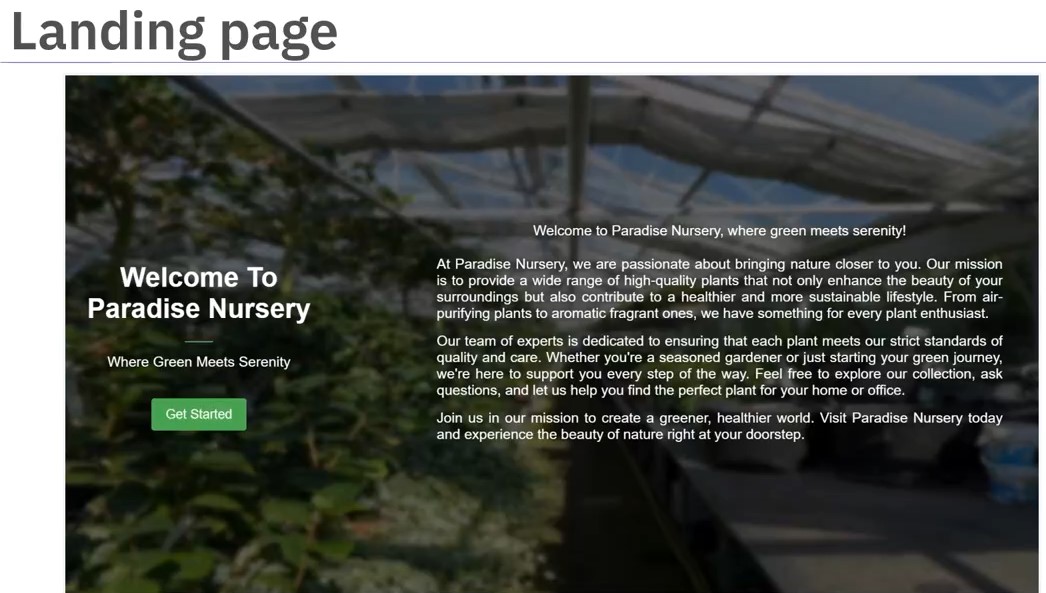 Landing page
Welcome To
Paradise Nursery
Where Green Meets Serenity
Get Started
Welcome to Paradise Nursery, where green meets serenity!
At Paradise Nursery, we are passionate about bringing nature closer to you. Our mission
is to provide a wide range of high-quality plants that not only enhance the beauty of your
surroundings but also contribute to a healthier and more sustainable lifestyle. From air-
purifying plants to aromatic fragrant ones, we have something for every plant enthusiast.
Our team of experts is dedicated to ensuring that each plant meets our strict standards of
quality and care. Whether you're a seasoned gardener or just starting your green journey,
we're here to support you every step of the way. Feel free to explore our collection, ask
questions, and let us help you find the perfect plant for your home or office.
Join us in our mission to create a greener, healthier world. Visit Paradise Nursery today
and experience the beauty of nature right at your doorstep.